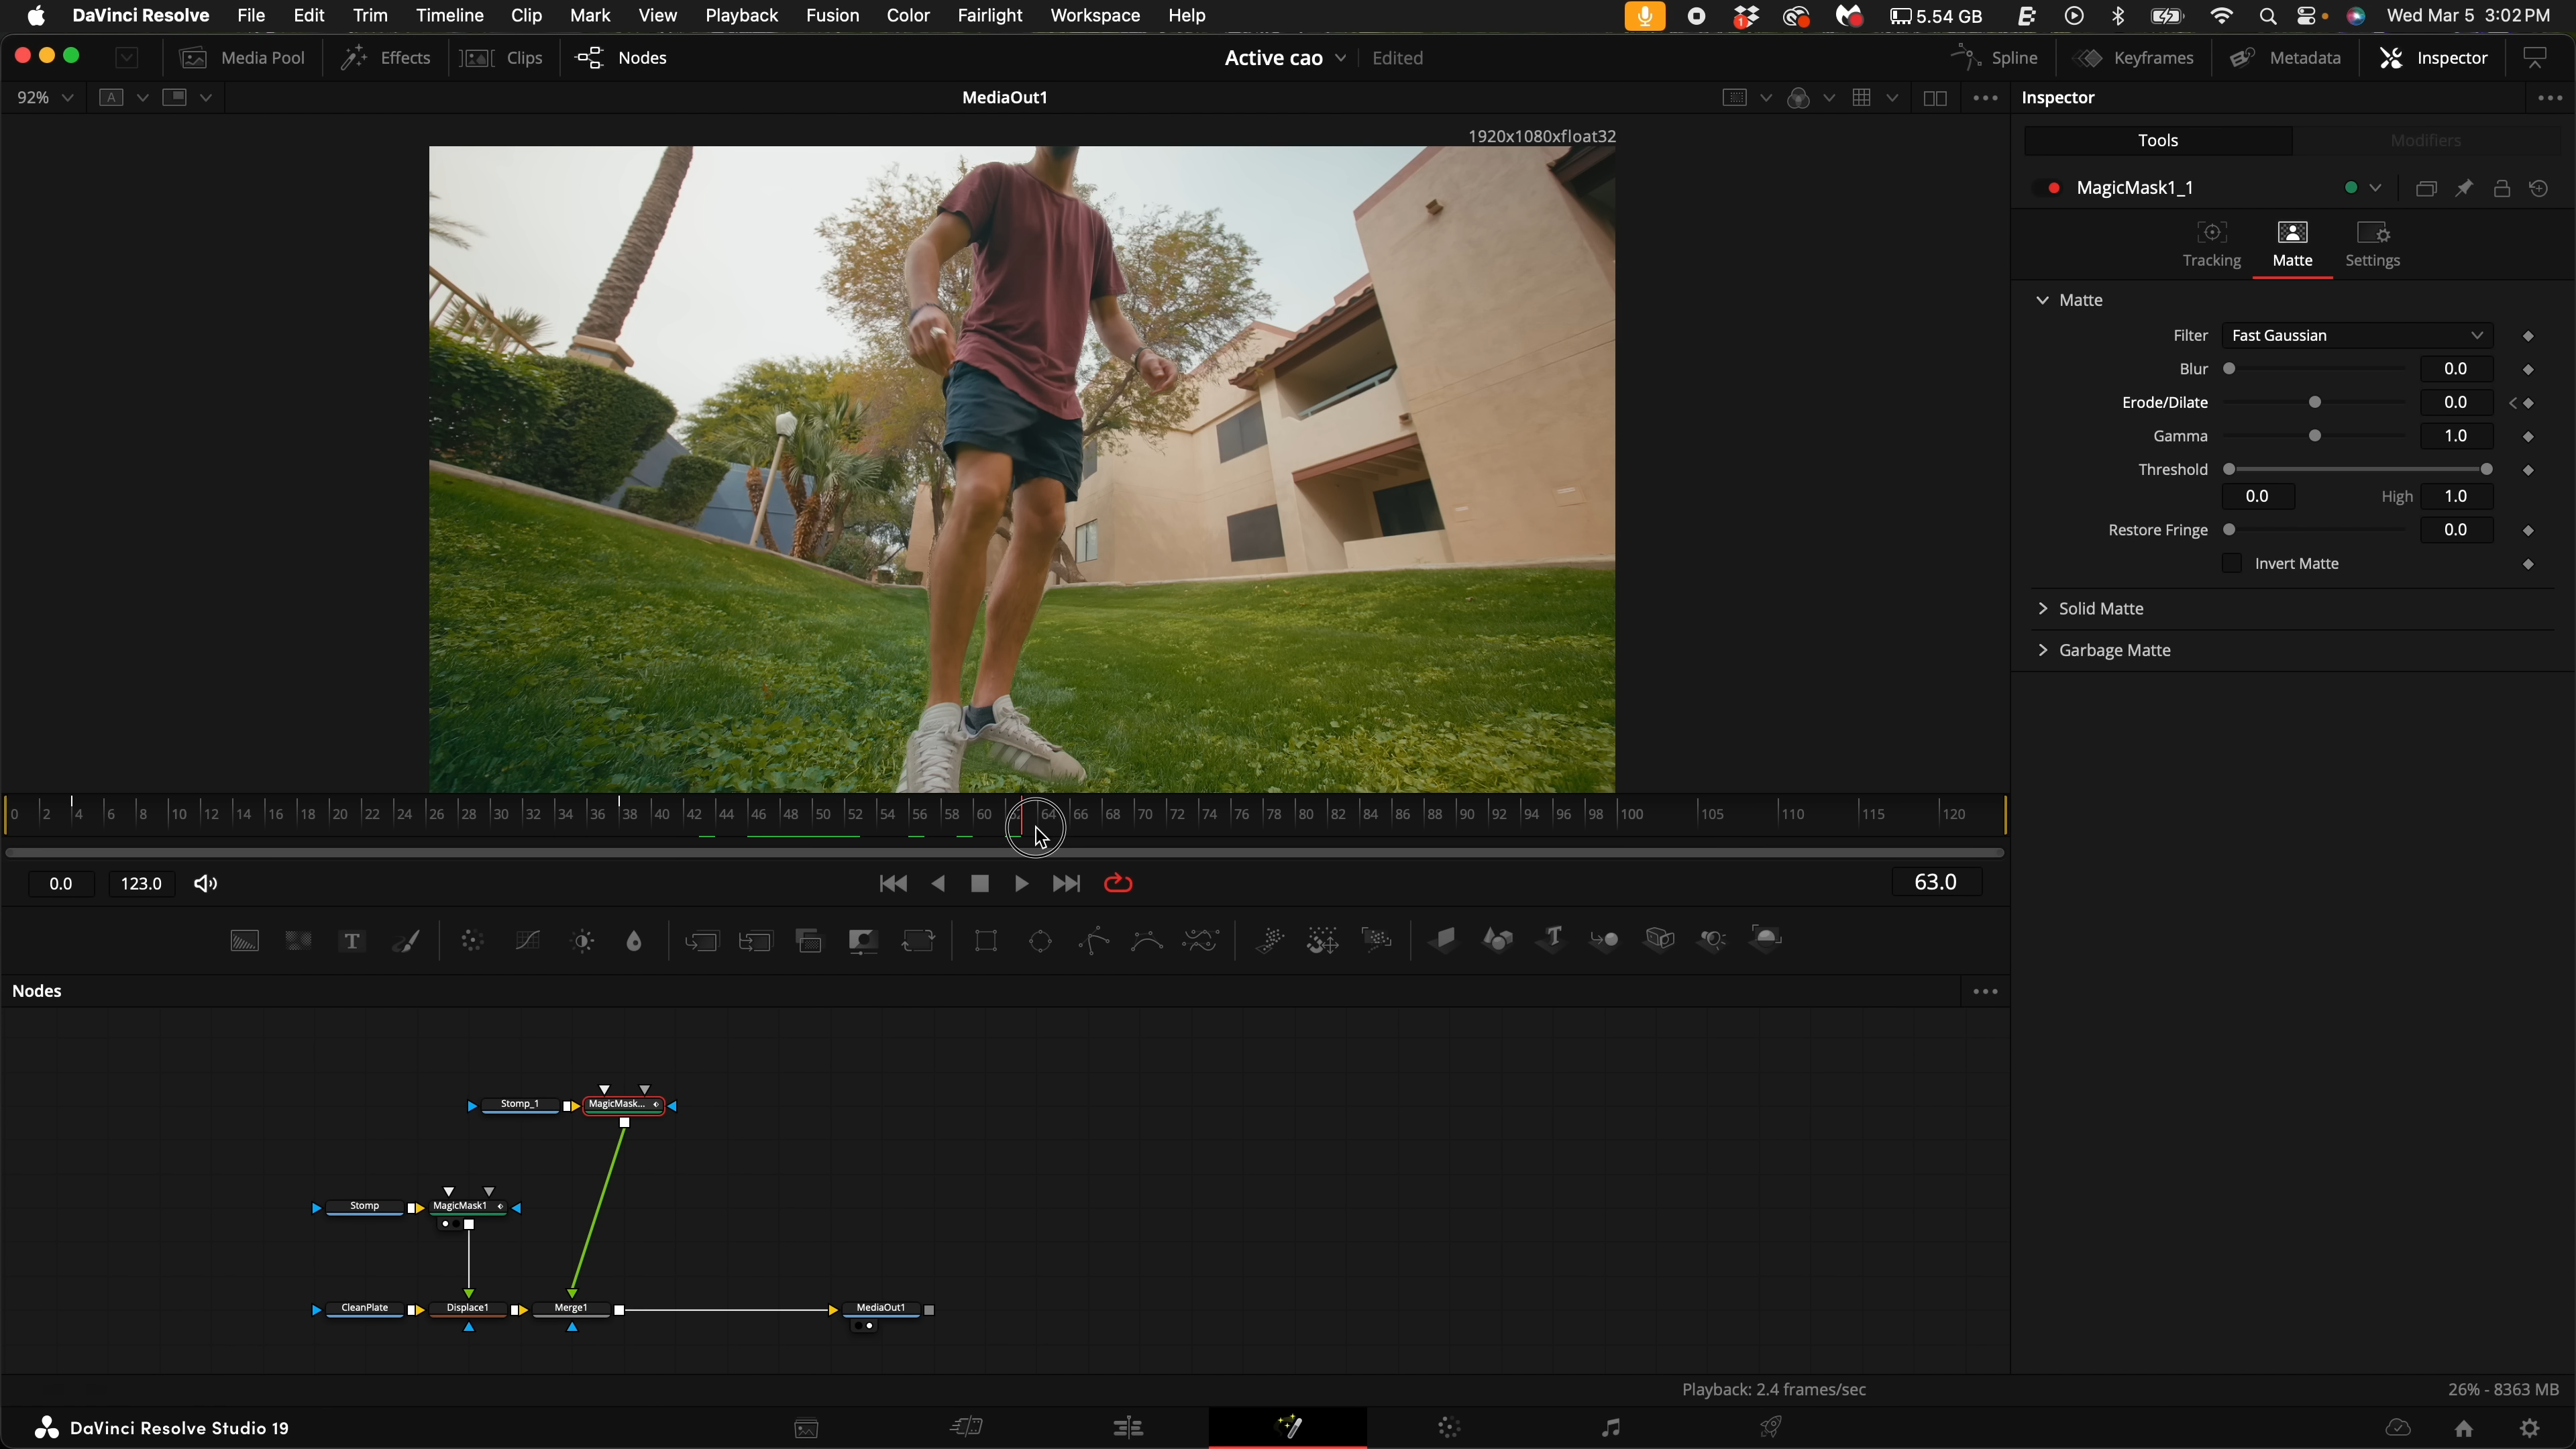 DaVinci Resolve File Edit Trim Timeline Clip Mark View Playback Fusion Color Fairlight Workspace Help 1 5.54 GB Wed Mar 5 3:02 PM
Media Pool Effects Clips Nodes Active cao Edited Spline Keyframes Metadata Inspector
92% A MediaOut1 Inspector
1920x1080xfloat32
Tools Modifiers
MagicMask1_1
Tracking Matte Settings
Matte
Filter Fast Gaussian
Blur 0.0
Erode/Dilate 0.0
Gamma 1.0
Threshold
0.0 High 1.0
Restore Fringe 0.0
Invert Matte
Solid Matte
Garbage Matte
0 2 4 6 8 10 12 14 16 18 20 22 24 26 28 30 32 34 36 38 40 42 44 46 48 50 52 54 56 58 60 64 66 68 70 72 74 76 78 80 82 84 86 88 90 92 94 96 98 100 105 110 115 120
0.0 123.0 63.0
T T
Nodes
Stomp_1 MagicMask...
Stomp MagicMask1
CleanPlate Displace1 Merge1 MediaOut1
Playback: 2.4 frames/sec 26% - 8363 MB
DaVinci Resolve Studio 19